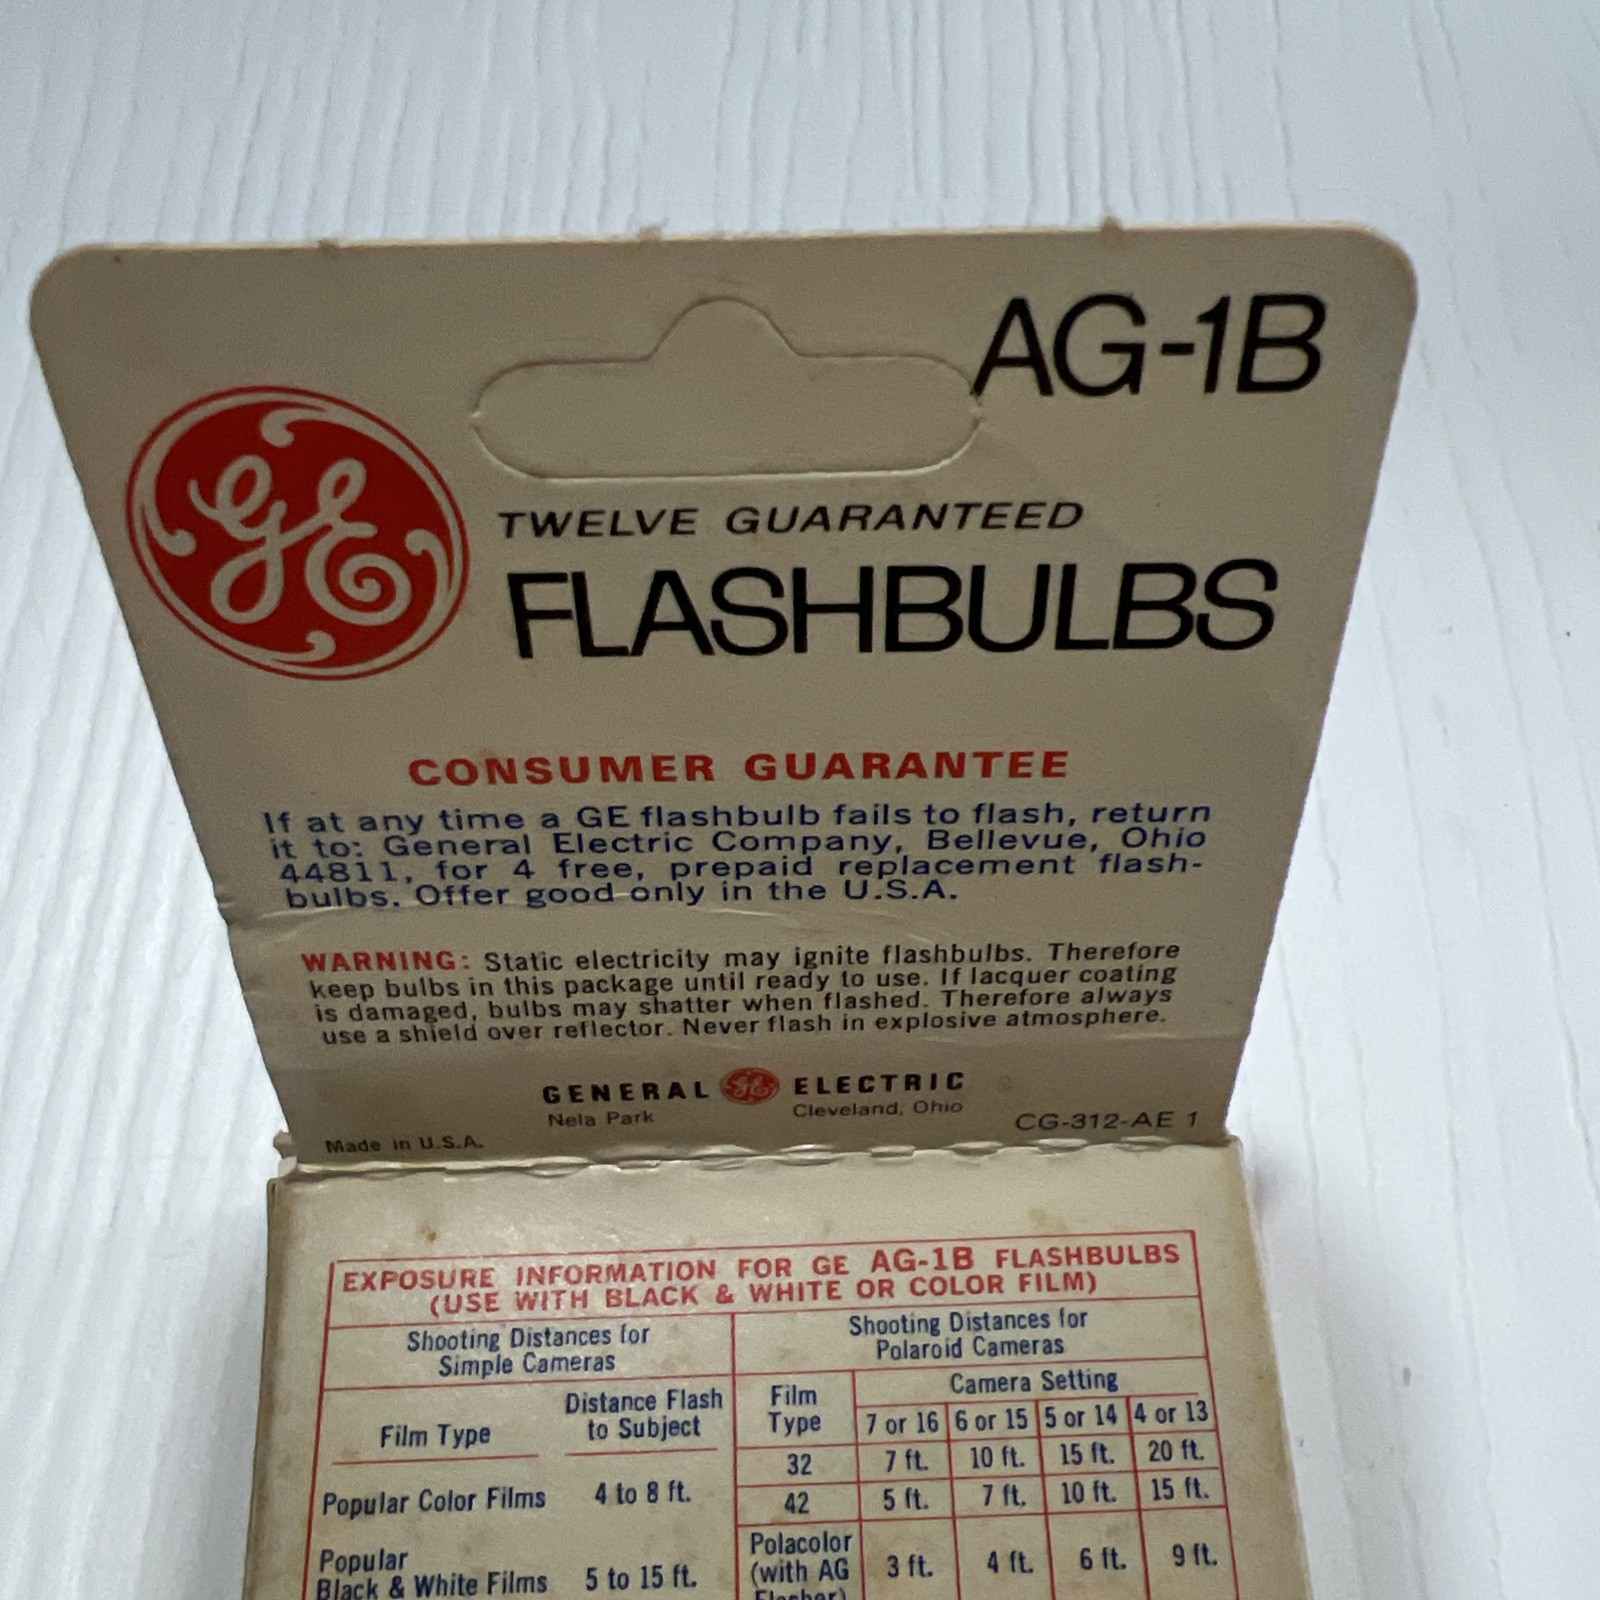 AG-1B
GE
TWELVE GUARANTEED
FLASHBULBS
CONSUMER GUARANTEE
If at any time a GE flashbulb fails to flash, return
it to: General Electric Company, Bellevue, Ohio
44811, for 4 free, prepaid replacement flash-
bulbs. Offer good only in the U.S.A.
WARNING: Static electricity may ignite flashbulbs. Therefore
keep bulbs in this package until ready to use. If lacquer coating
is damaged, bulbs may shatter when flashed. Therefore always
use a shield over reflector. Never flash in explosive atmosphere.
GENERAL GE ELECTRIC
Nela Park Cleveland, Ohio
Made in U.S.A. CG-312-AE 1
EXPOSURE INFORMATION FOR GE AG-1B FLASHBULBS
(USE WITH BLACK & WHITE OR COLOR FILM)
Shooting Distances for
Simple Cameras
Film Type
Distance Flash
to Subject
Popular Color Films 4 to 8 ft.
Popular
Black & White Films 5 to 15 ft.
Shooting Distances for
Polaroid Cameras
Film
Type
Camera Setting
7 or 16 6 or 15 5 or 14 4 or 13
32 7 ft. 10 ft. 15 ft. 20 ft.
42 5 ft. 7 ft. 10 ft. 15 ft.
Polacolor
(with AG 3 ft. 4 ft. 6 ft. 9 ft.
Flasher)